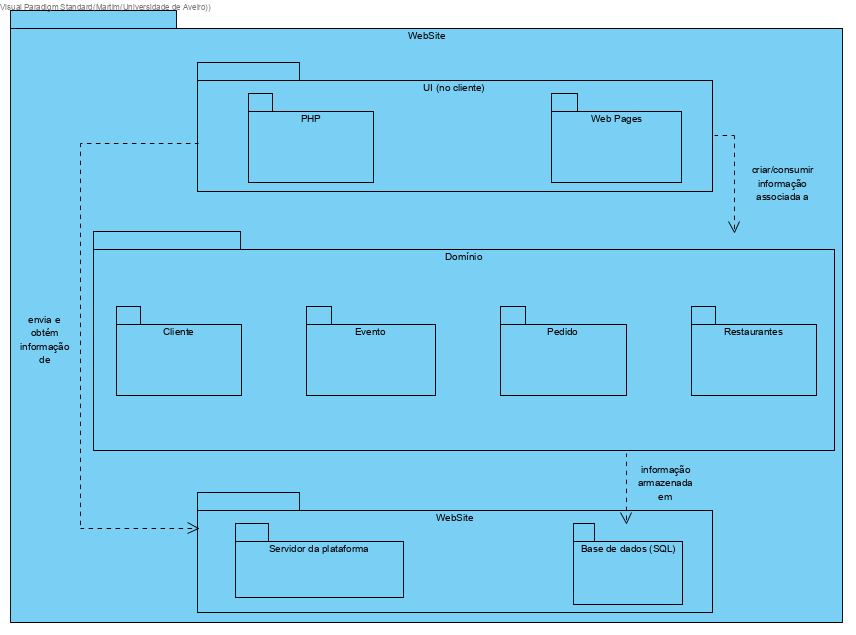 Visual Paradigm Standard(Martim(Universidade de Aveiro))
WebSite
UI (no cliente)
PHP
Web Pages
criar/consumir
informação
associada a
Domínio
Cliente
Evento
Pedido
Restaurantes
envia e
obtém
informação
de
informação
armazenada
em
WebSite
Servidor da plataforma
Base de dados (SQL)